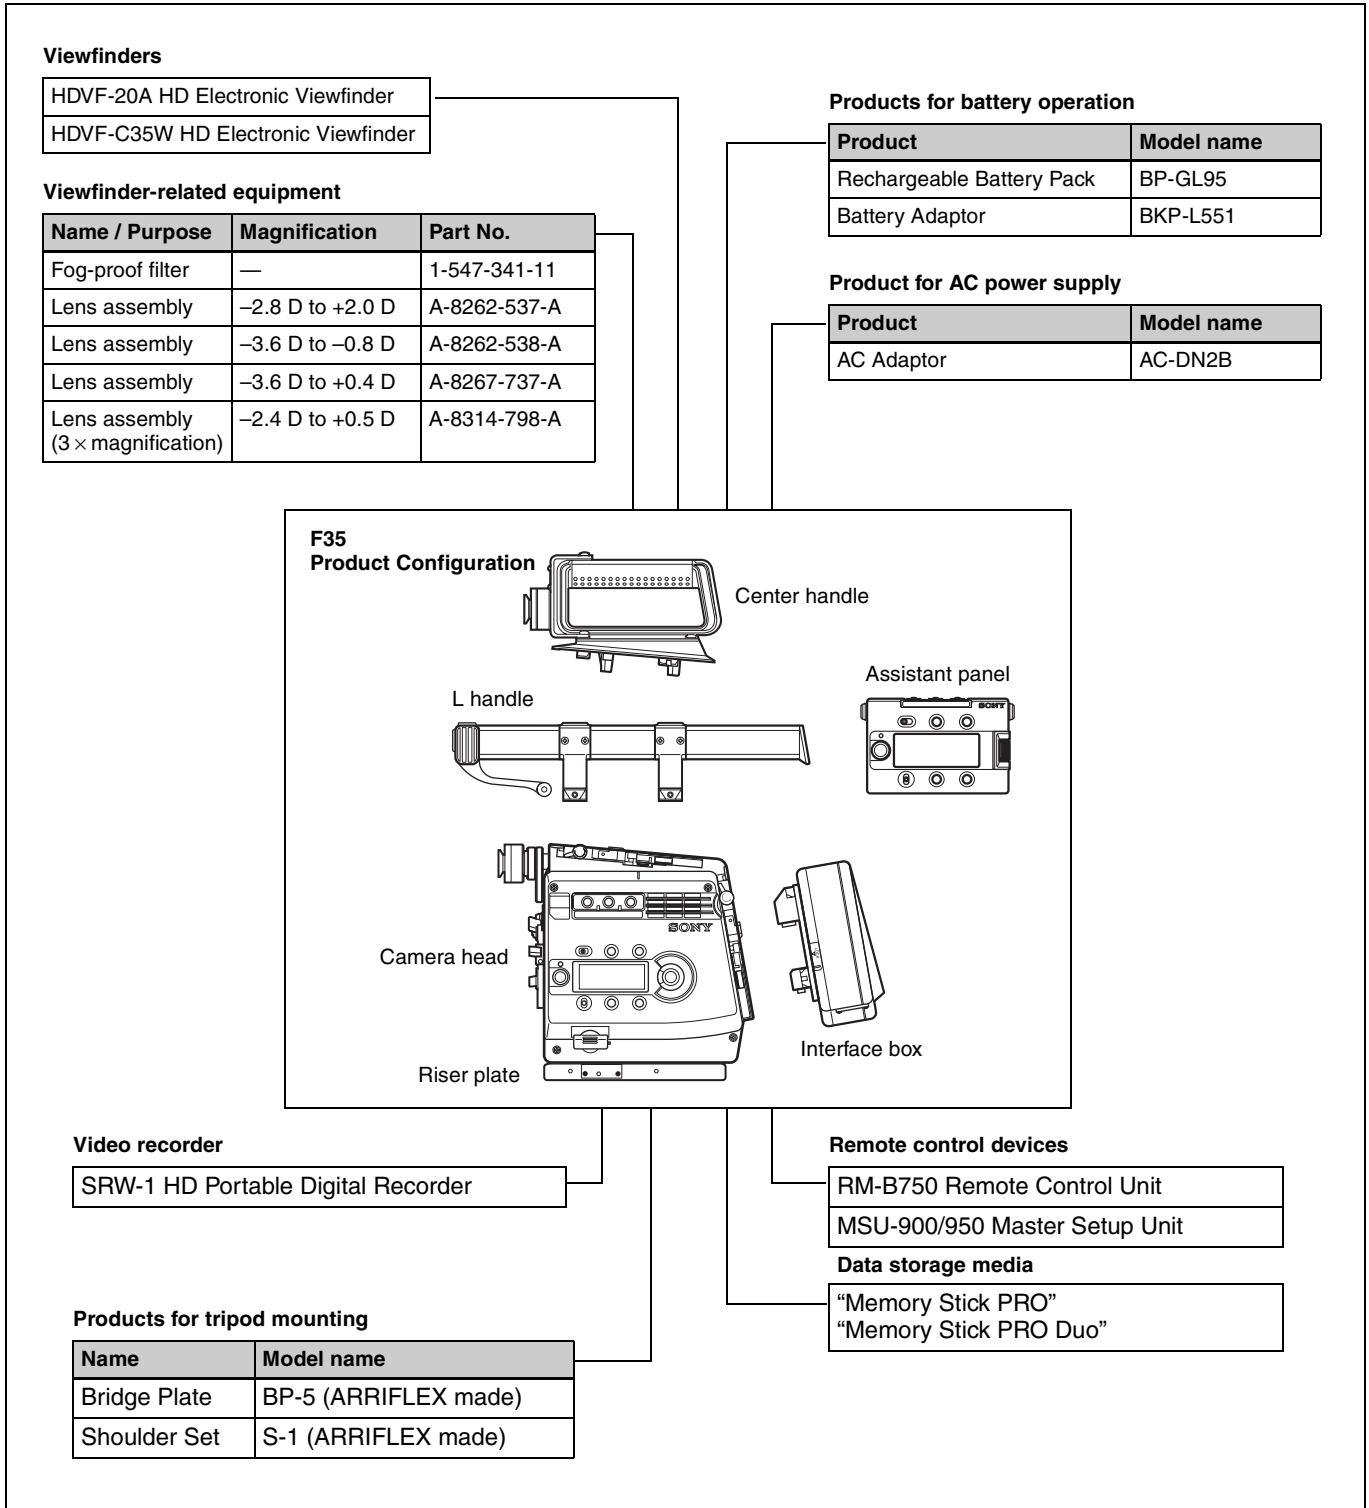 Viewfinders
HDVF-20A HD Electronic Viewfinder
HDVF-C35W HD Electronic Viewfinder
Viewfinder-related equipment
Name / Purpose Magnification Part No.
Fog-proof filter — 1-547-341-11
Lens assembly –2.8 D to +2.0 D A-8262-537-A
Lens assembly –3.6 D to –0.8 D A-8262-538-A
Lens assembly –3.6 D to +0.4 D A-8267-737-A
Lens assembly –2.4 D to +0.5 D A-8314-798-A
(3 × magnification)
Products for battery operation
Product Model name
Rechargeable Battery Pack BP-GL95
Battery Adaptor BKP-L551
Product for AC power supply
Product Model name
AC Adaptor AC-DN2B
F35
Product Configuration
Center handle
Assistant panel
SONY
L handle
SONY
Camera head
Interface box
Riser plate
Video recorder
SRW-1 HD Portable Digital Recorder
Products for tripod mounting
Name Model name
Bridge Plate BP-5 (ARRIFLEX made)
Shoulder Set S-1 (ARRIFLEX made)
Remote control devices
RM-B750 Remote Control Unit
MSU-900/950 Master Setup Unit
Data storage media
“Memory Stick PRO”
“Memory Stick PRO Duo”